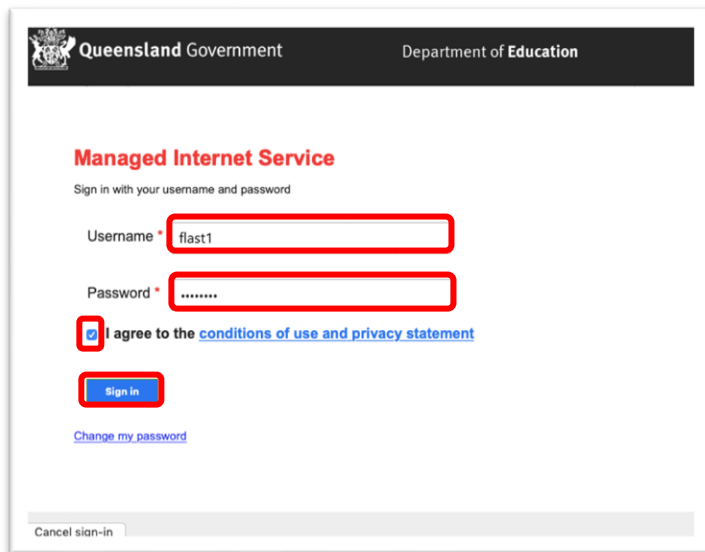 Queensland Government
Department of Education
Managed Internet Service
Sign in with your username and password
Username * flast1
Password * ........
I agree to the conditions of use and privacy statement
Sign in
Change my password
Cancel sign-in